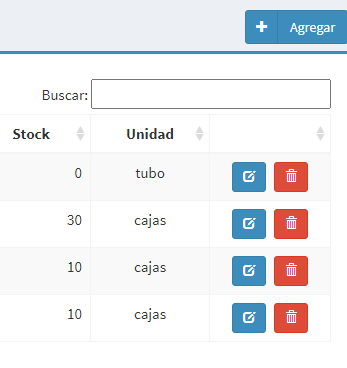 Agregar
Buscar:
Stock Unidad
0 tubo
30 cajas
10 cajas
10 cajas